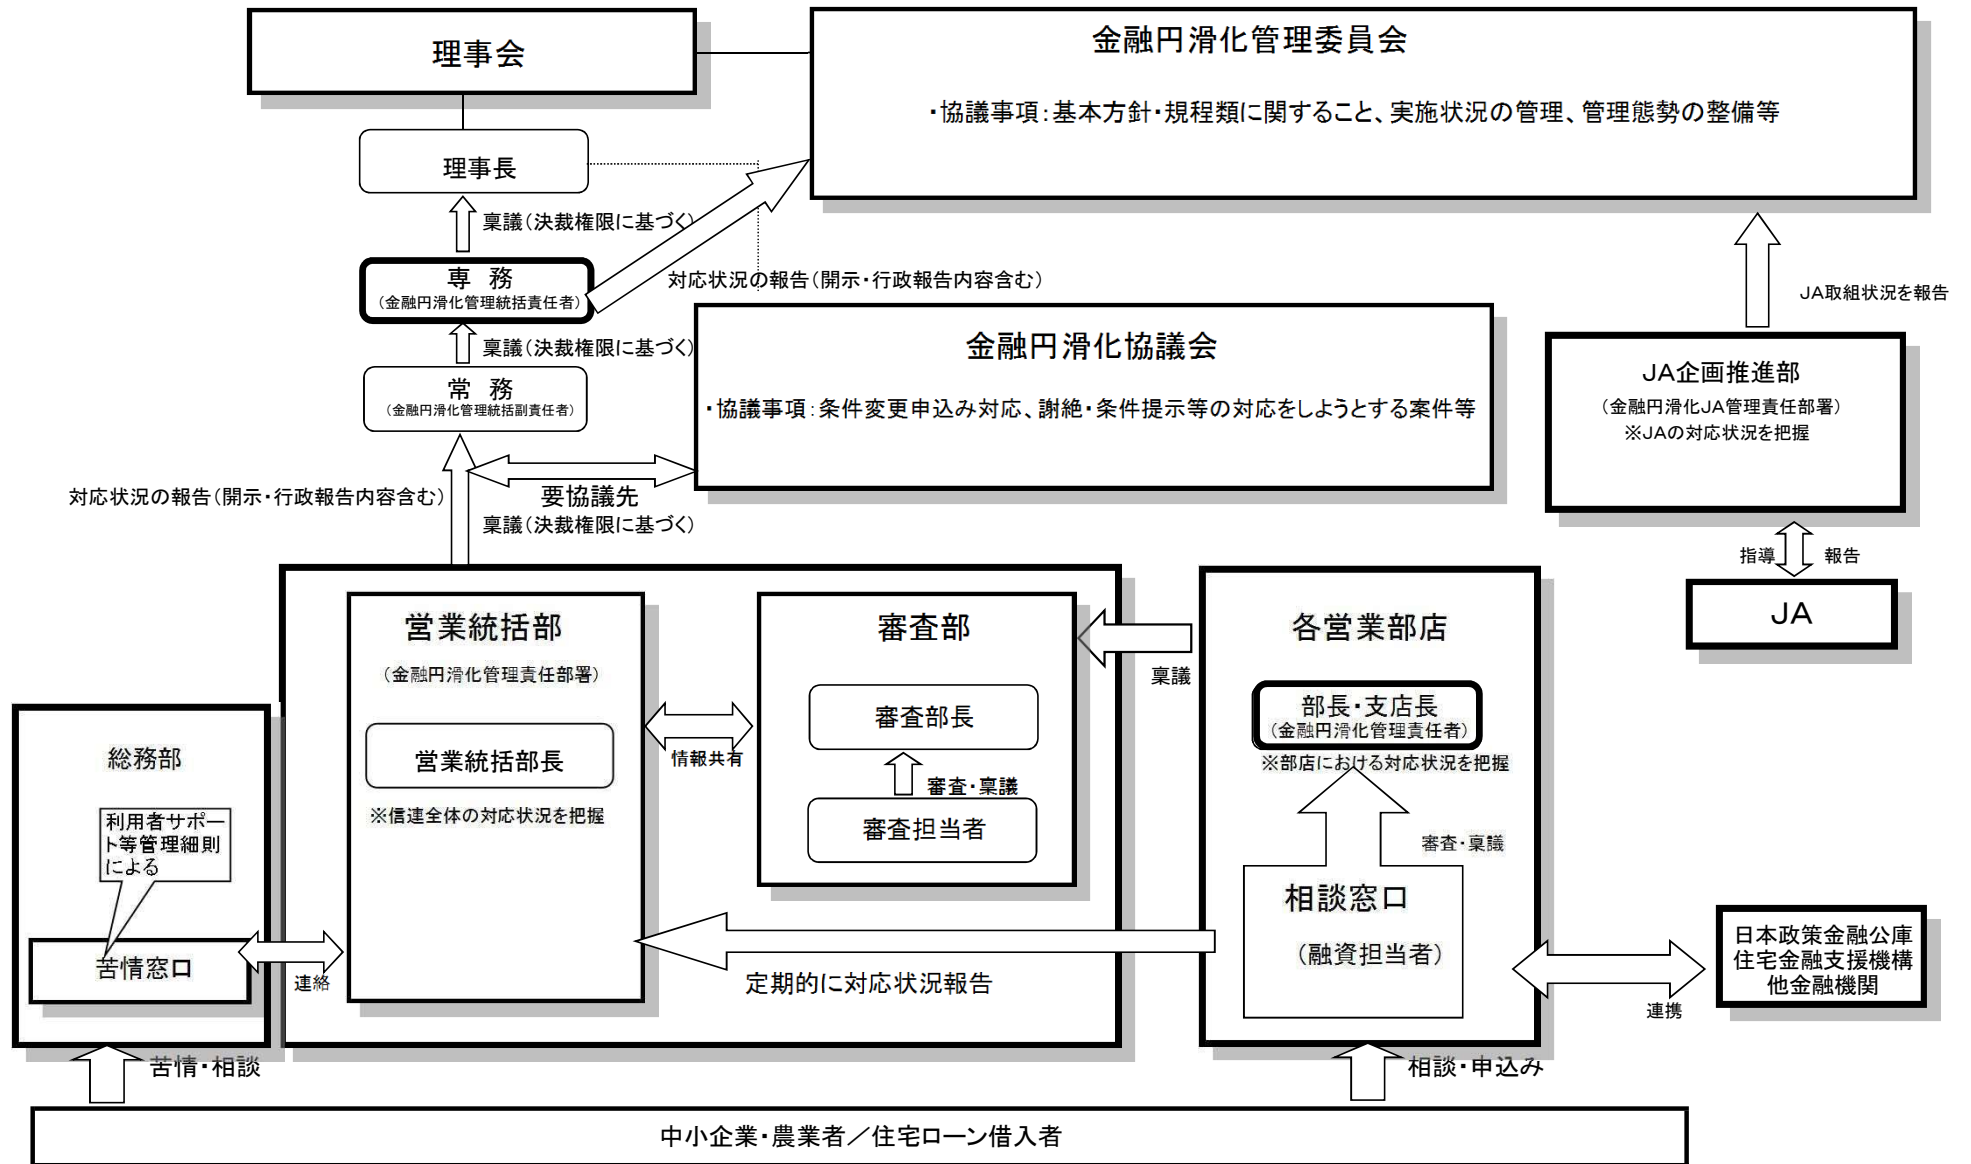 理事会
金融円滑化管理委員会
・協議事項：基本方針・規程類に関すること、実施状況の管理、管理態勢の整備等
理事長
稟議（決裁権限に基づく）
専　務
（金融円滑化管理統括責任者）
対応状況の報告（開示・行政報告内容含む）
JA取組状況を報告
稟議（決裁権限に基づく）
金融円滑化協議会
・協議事項：条件変更申込み対応、謝絶・条件提示等の対応をしようとする案件等
常　務
（金融円滑化管理統括副責任者）
JA企画推進部
（金融円滑化JA管理責任部署）
※JAの対応状況を把握
対応状況の報告（開示・行政報告内容含む）
要協議先
稟議（決裁権限に基づく）
指導
報告
JA
営業統括部
（金融円滑化管理責任部署）
営業統括部長
※信連全体の対応状況を把握
情報共有
審査部
審査部長
審査・稟議
審査担当者
稟議
各営業部店
部長・支店長
（金融円滑化管理責任者）
※部店における対応状況を把握
審査・稟議
相談窓口
（融資担当者）
総務部
利用者サポー
ト等管理細則
による
苦情窓口
連絡
定期的に対応状況報告
連携
日本政策金融公庫
住宅金融支援機構
他金融機関
苦情・相談
相談・申込み
中小企業・農業者／住宅ローン借入者